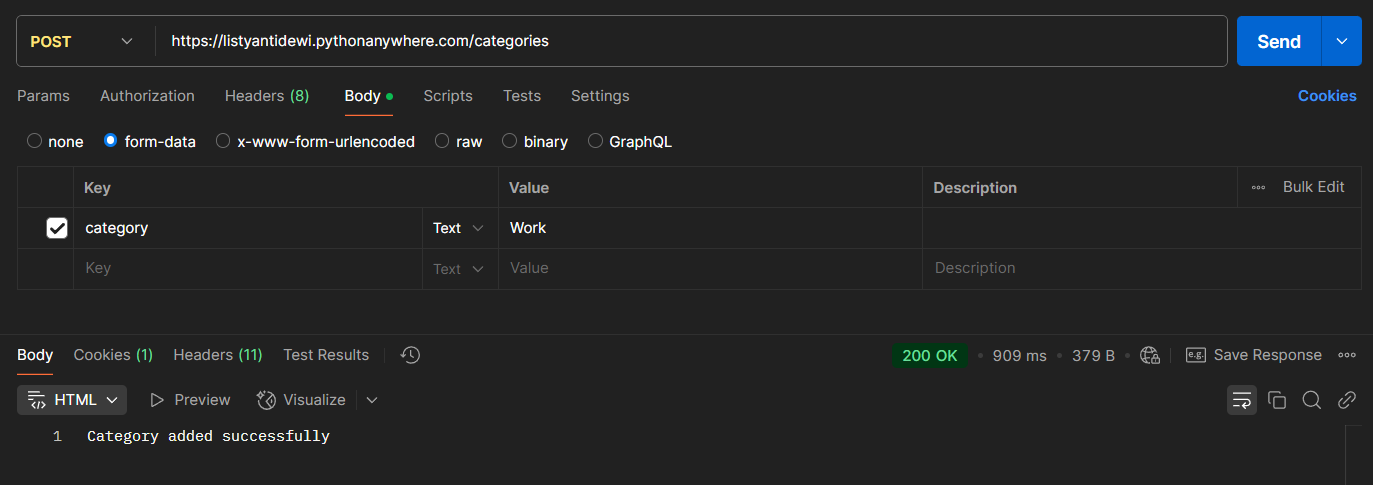 POST https://listyantidewi.pythonanywhere.com/categories Send
Params Authorization Headers (8) Body Scripts Tests Settings Cookies
none form-data x-www-form-urlencoded raw binary GraphQL
Key Value Description Bulk Edit
category Text Work
Key Text Value Description
Body Cookies (1) Headers (11) Test Results 200 OK 909 ms 379 B e.g. Save Response
HTML Preview Visualize
1 Category added successfully